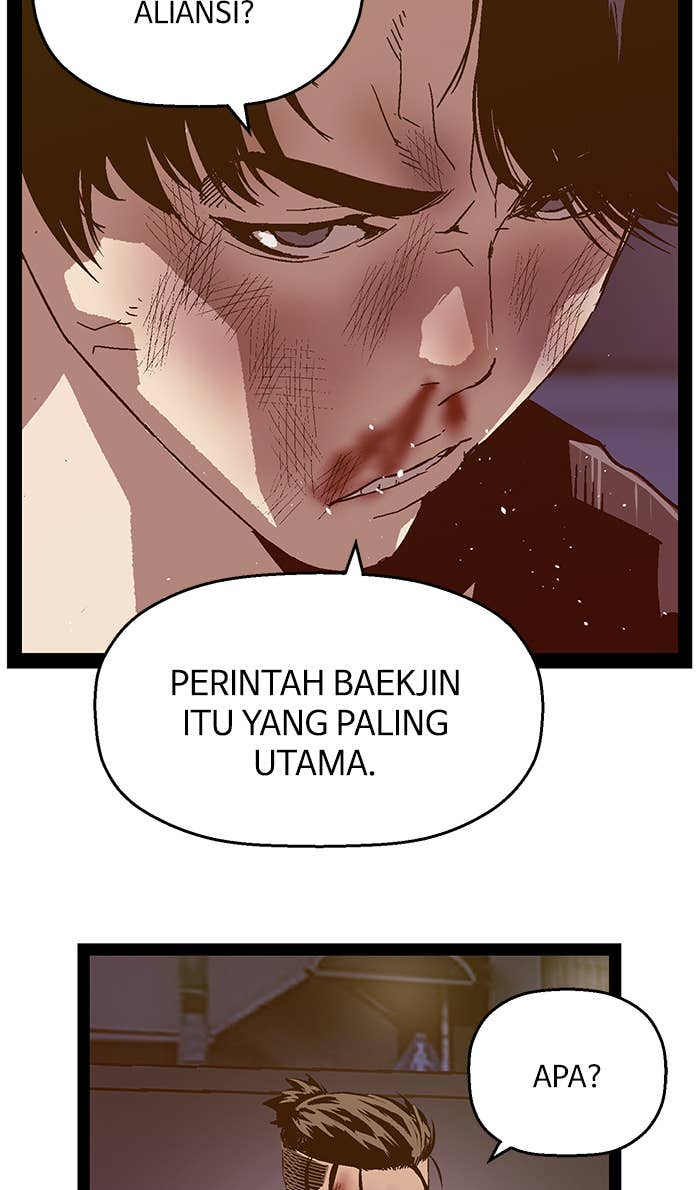 ALIANSI?
PERINTAH BAEKJIN
ITU YANG PALING
UTAMA.
APA?